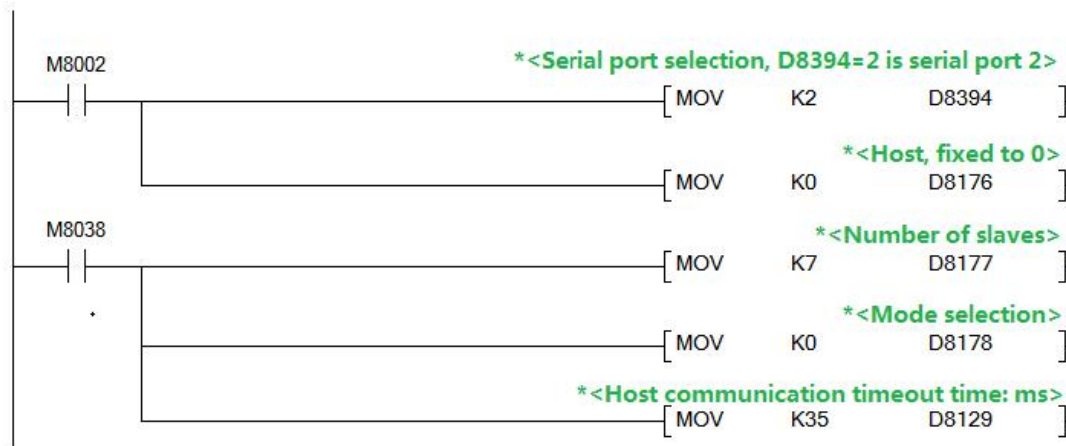 *<Serial port selection, D8394=2 is serial port 2>
M8002
MOV K2 D8394
*<Host, fixed to 0>
MOV K0 D8176
M8038
*<Number of slaves>
MOV K7 D8177
*<Mode selection>
MOV K0 D8178
*<Host communication timeout time: ms>
MOV K35 D8129